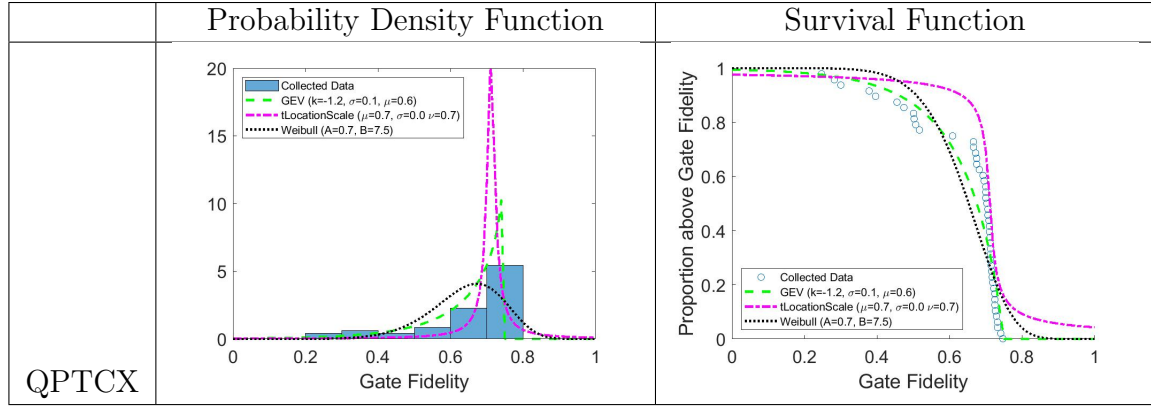 Probability Density Function
Survival Function
QPTCX
20
15
10
5
0
0
0.2
0.4
0.6
0.8
1
Gate Fidelity
Collected Data
GEV (k=-1.2, σ=0.1, μ=0.6)
tLocationScale (μ=0.7, σ=0.0 ν=0.7)
Weibull (A=0.7, B=7.5)
Proportion above Gate Fidelity
1
0.8
0.6
0.4
0.2
0
0
0.2
0.4
0.6
0.8
1
Gate Fidelity
Collected Data
GEV (k=-1.2, σ=0.1, μ=0.6)
tLocationScale (μ=0.7, σ=0.0 ν=0.7)
Weibull (A=0.7, B=7.5)